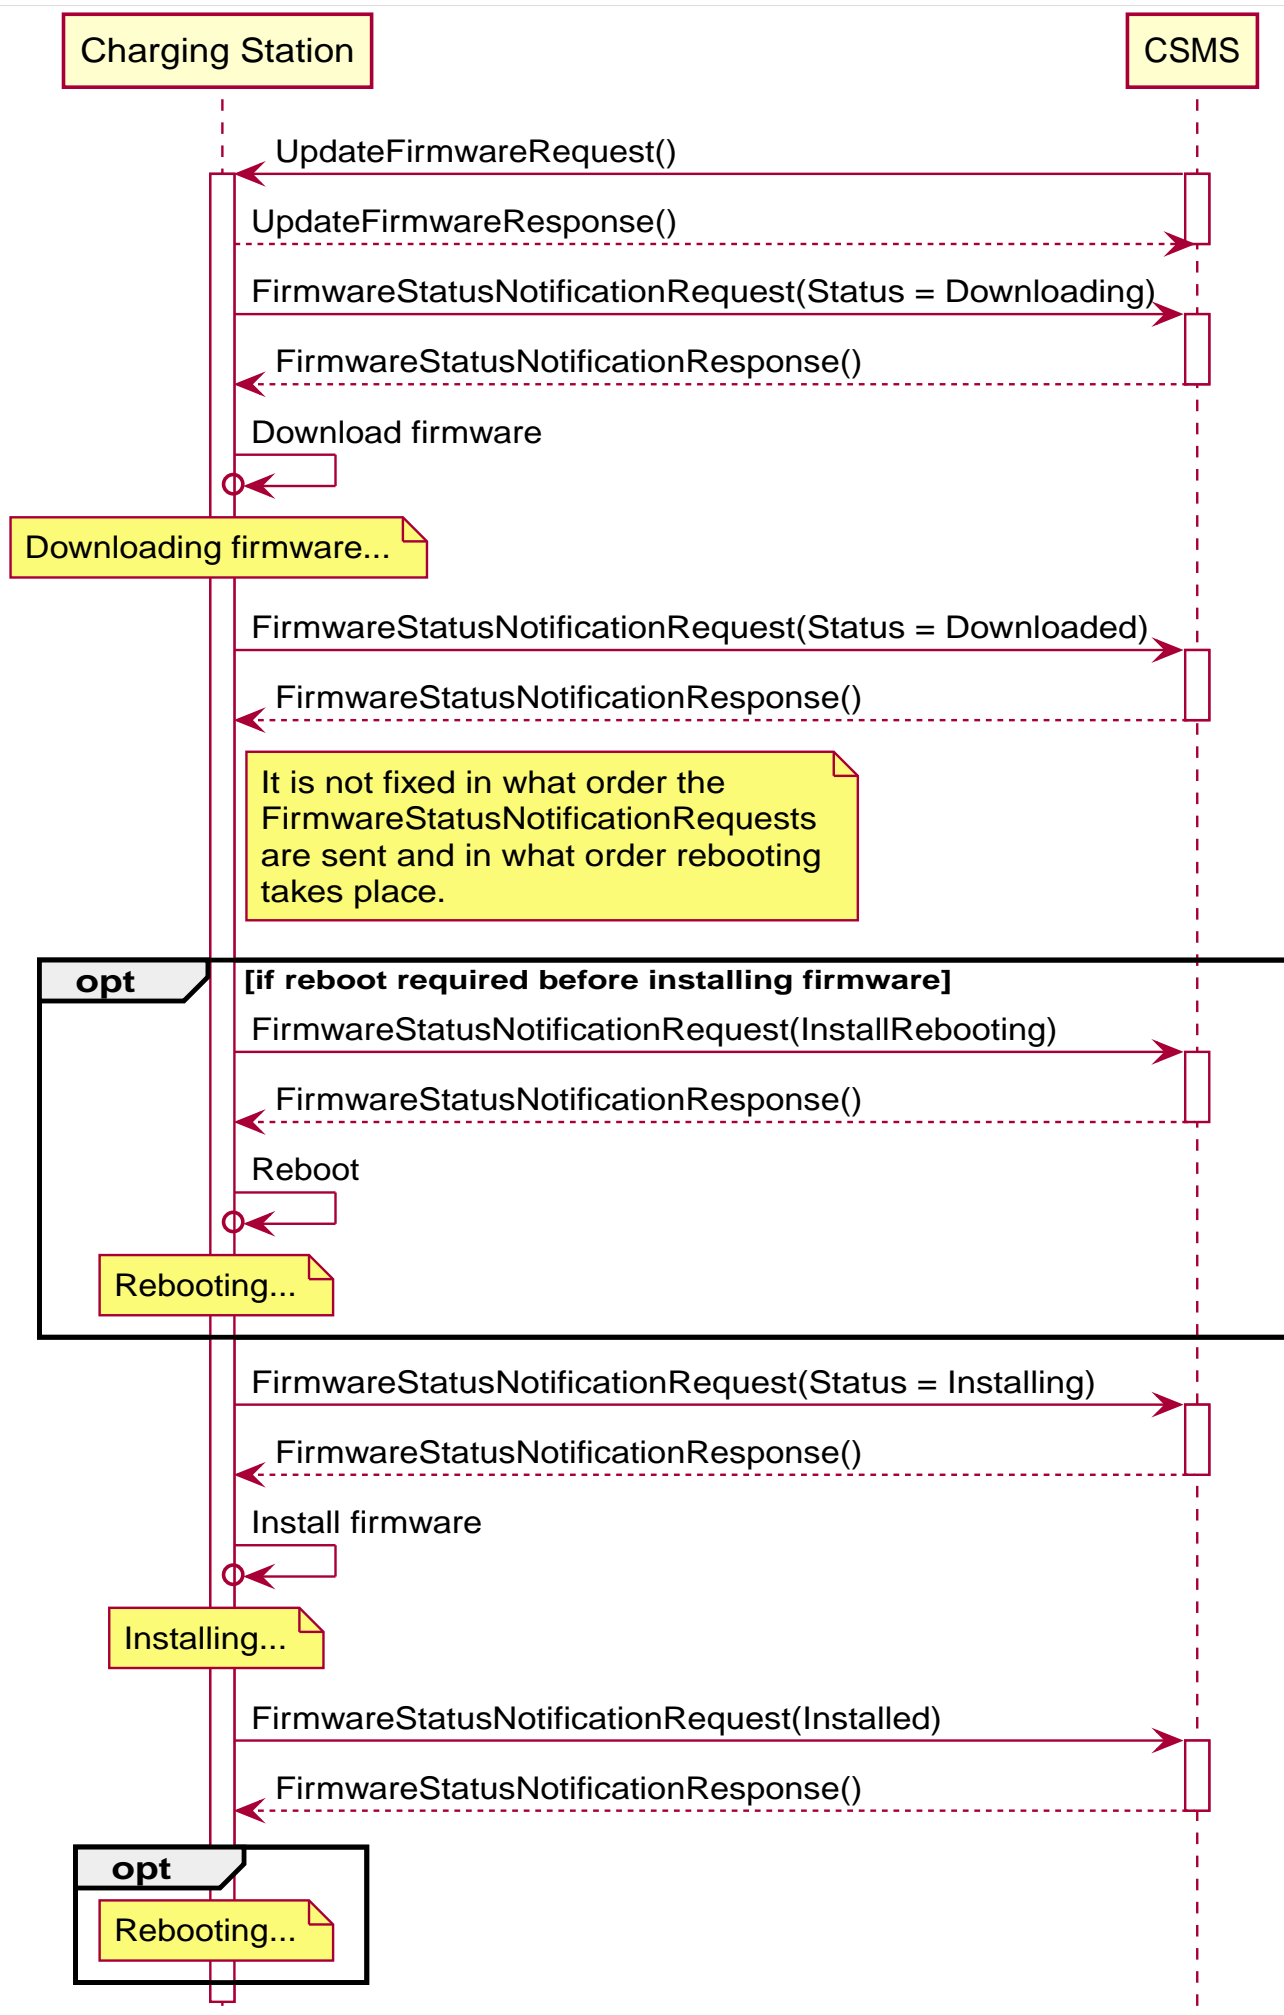 Charging Station
CSMS
UpdateFirmwareRequest()
UpdateFirmwareResponse()
FirmwareStatusNotificationRequest(Status = Downloading)
FirmwareStatusNotificationResponse()
Download firmware
Downloading firmware...
FirmwareStatusNotificationRequest(Status = Downloaded)
FirmwareStatusNotificationResponse()
It is not fixed in what order the
FirmwareStatusNotificationRequests
are sent and in what order rebooting
takes place.
opt
[if reboot required before installing firmware]
FirmwareStatusNotificationRequest(InstallRebooting)
FirmwareStatusNotificationResponse()
Reboot
Rebooting...
FirmwareStatusNotificationRequest(Status = Installing)
FirmwareStatusNotificationResponse()
Install firmware
Installing...
FirmwareStatusNotificationRequest(Installed)
FirmwareStatusNotificationResponse()
opt
Rebooting...